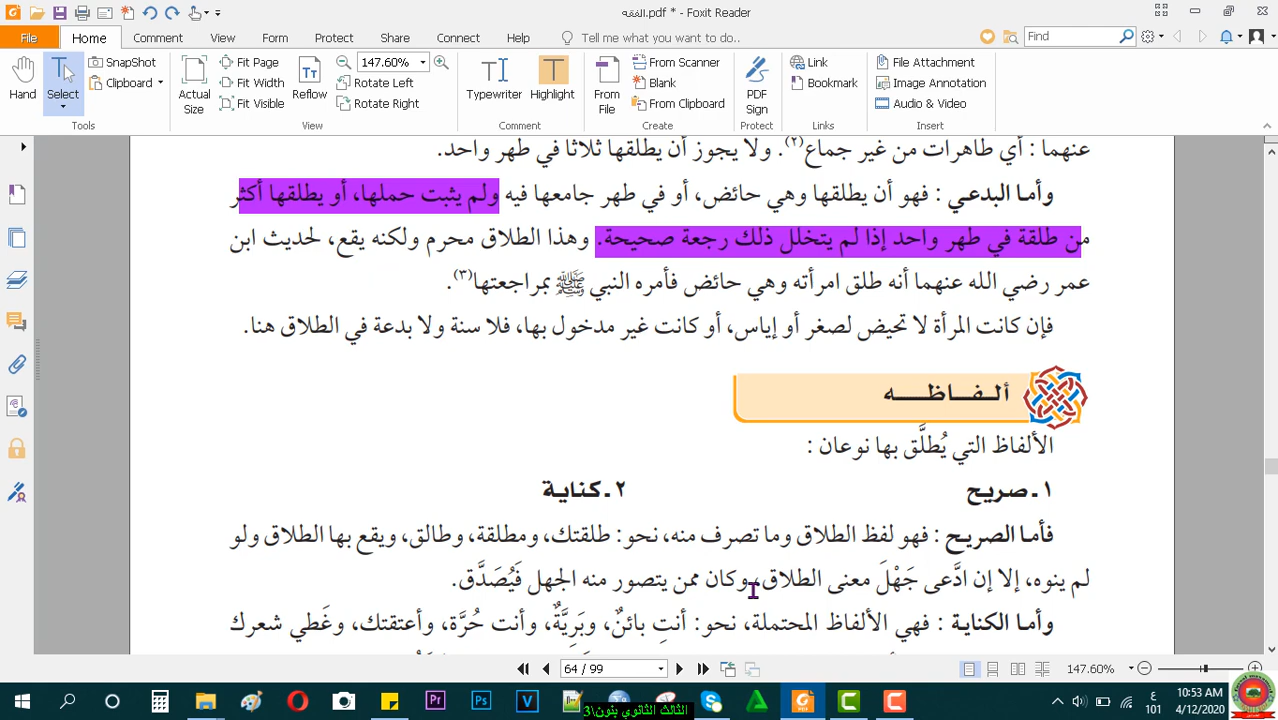 الفقه.pdf * - Foxit Reader
File Home Comment View Form Protect Share Connect Help Tell me what you want to do.. Find
Hand
Select
SnapShot
Clipboard
Tools
Actual Size
Fit Page
Fit Width
Fit Visible
Reflow
147.60%
Rotate Left
Rotate Right
View
Typewriter
Highlight
Comment
From File
From Scanner
Blank
From Clipboard
Create
PDF Sign
Protect
Link
Bookmark
Links
File Attachment
Image Annotation
Audio & Video
Insert
عنهما : أي طاهرات من غير جماع(٢). ولا يجوز أن يطلقها ثلاثا في طهر واحد.
وأما البدعي : فهو أن يطلقها وهي حائض، أو في طهر جامعها فيه ولم يثبت حملها، أو يطلقها أكثر
من طلقة في طهر واحد إذا لم يتخلل ذلك رجعة صحيحة. وهذا الطلاق محرم ولكنه يقع، لحديث ابن
عمر رضي الله عنهما أنه طلق امرأته وهي حائض فأمره النبي ﷺ بمراجعتها(٣).
فإن كانت المرأة لا تحيض لصغر أو إياس، أو كانت غير مدخول بها، فلا سنة ولا بدعة في الطلاق هنا.
ألـفــاظــــه
الألفاظ التي يُطلَّق بها نوعان :
١ ـ صريح ٢ ـ كناية
فأما الصريح : فهو لفظ الطلاق وما تصرف منه، نحو: طلقتك، ومطلقة، وطالق، ويقع بها الطلاق ولو
لم ينوه، إلا إن ادَّعى جَهْلَ معنى الطلاق، وكان ممن يتصور منه الجهل فَيُصَدَّق.
وأما الكناية : فهي الألفاظ المحتملة، نحو: أنتِ بائنٌ، وبَرِيَّةٌ، وأنت حُرَّة، وأعتقتك، وغَطي شعرك
64 / 99
147.60%
الثالث الثانوي بنون\3
ع
101
10:53 AM
4/12/2020